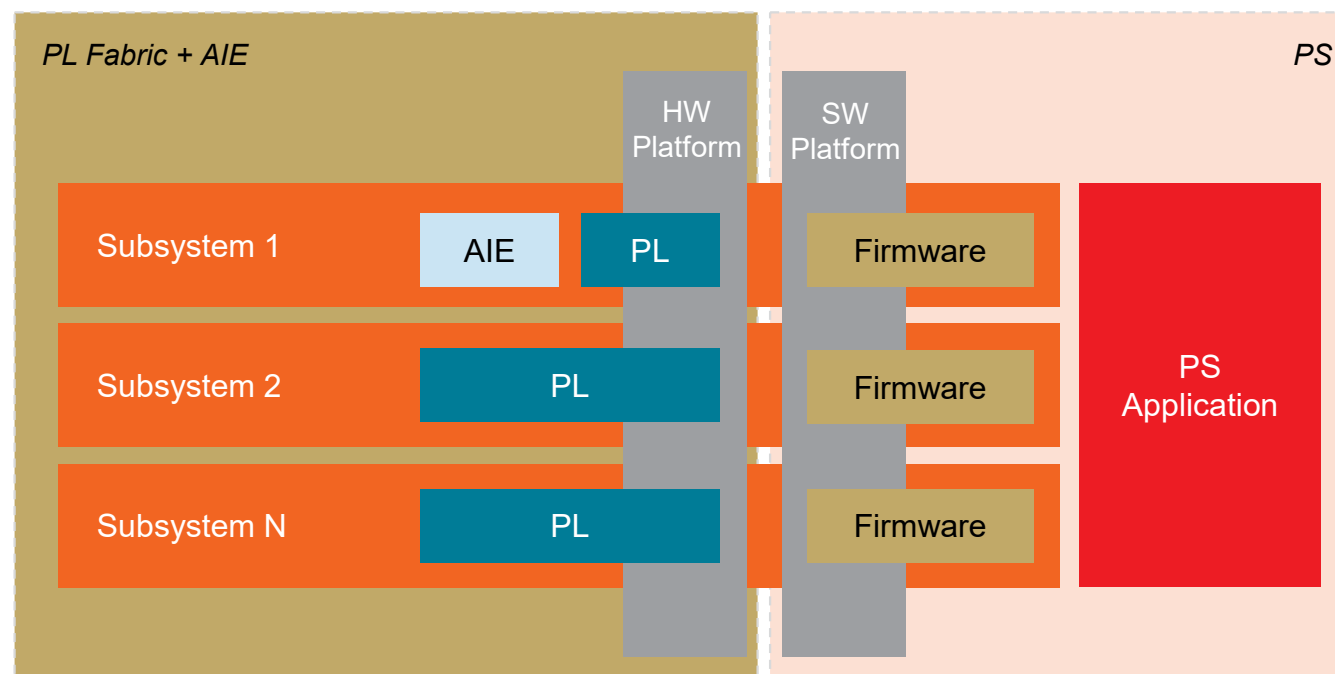 PL Fabric + AIE
PS
HW
Platform
SW
Platform
Subsystem 1
AIE
PL
Firmware
Subsystem 2
PL
Firmware
PS
Application
Subsystem N
PL
Firmware